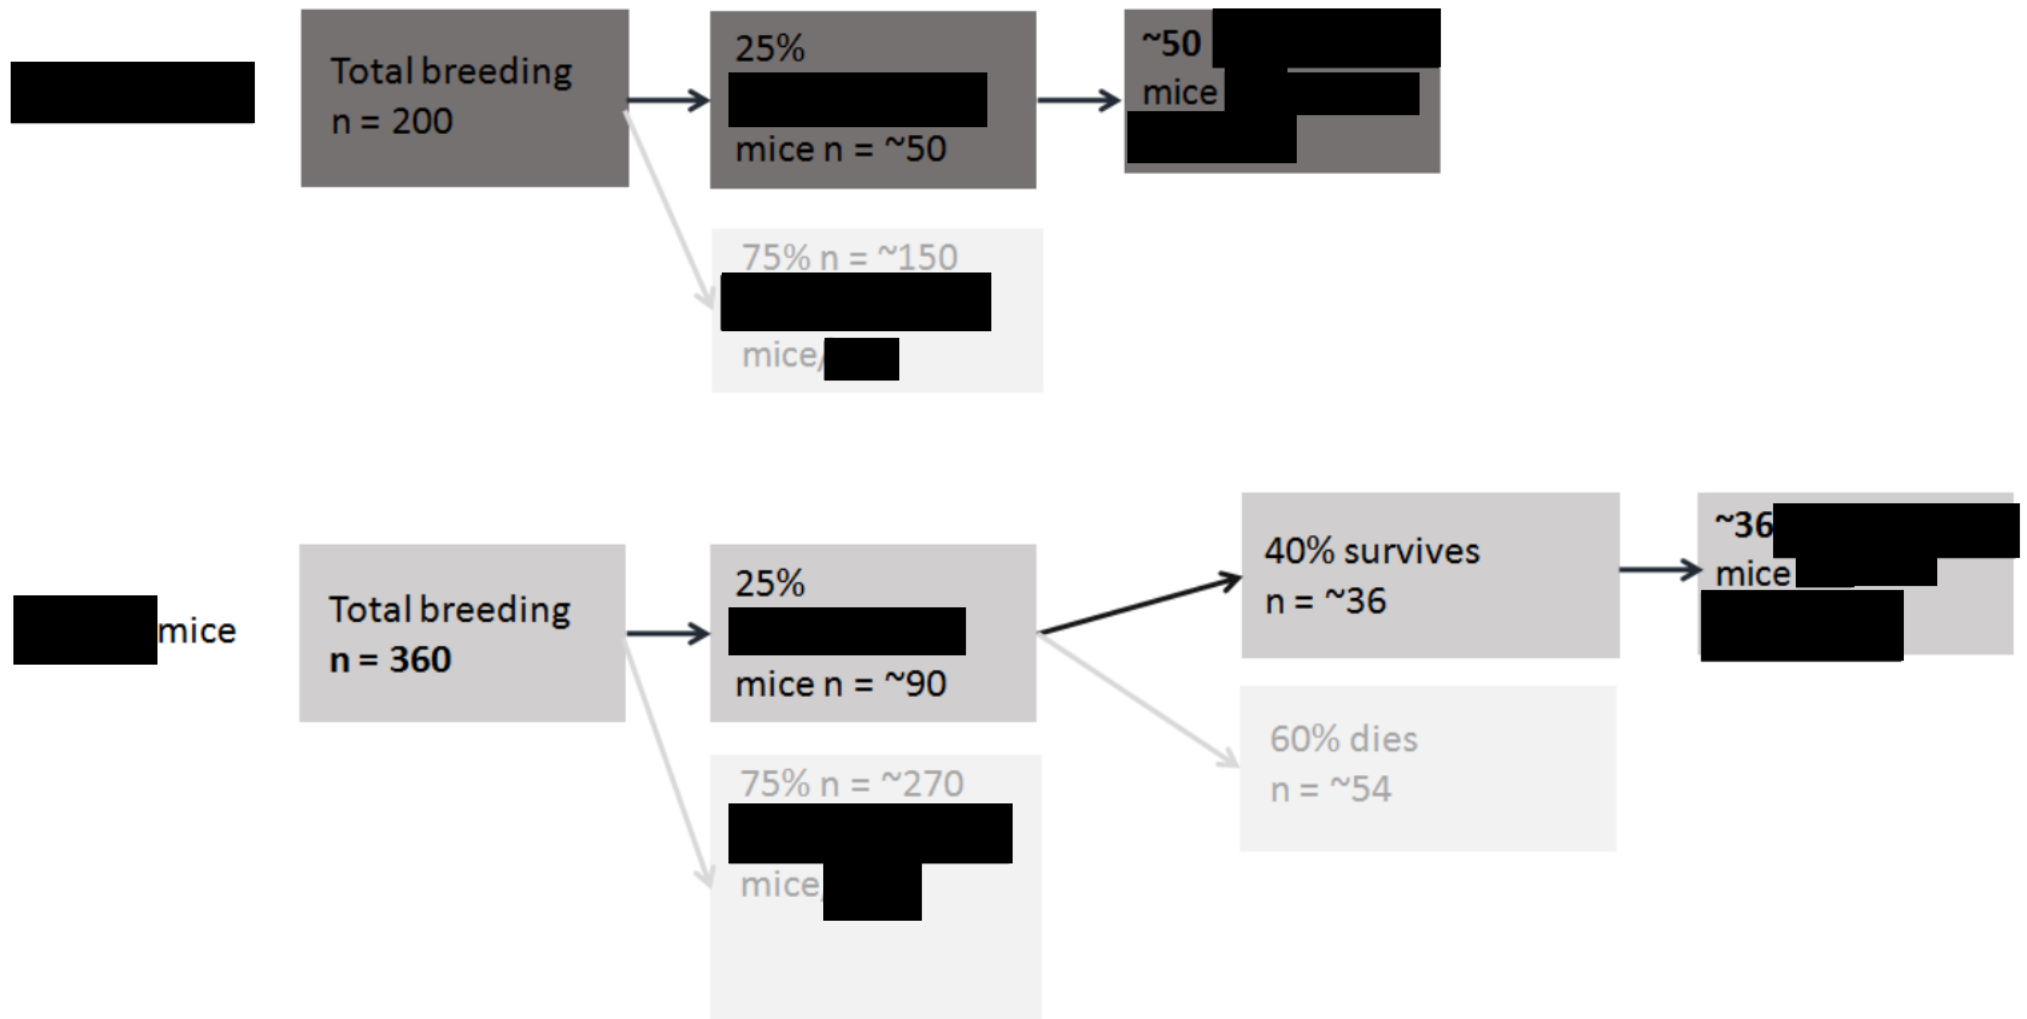 Total breeding
n = 200
25%
mice n = ~50
~50
mice
75% n = ~150
mice/
mice
Total breeding
n = 360
25%
mice n = ~90
75% n = ~270
mice
40% survives
n = ~36
60% dies
n = ~54
~36
mice